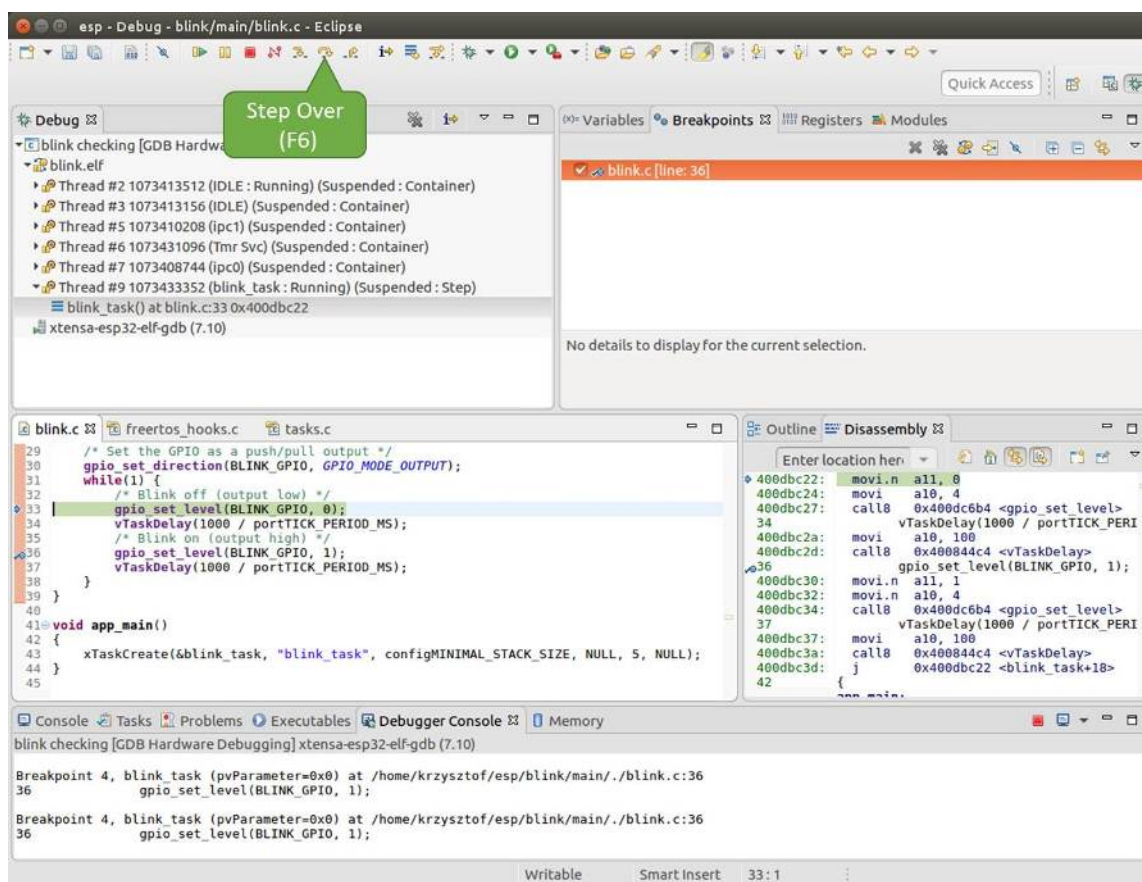 esp - Debug - blink/main/blink.c - Eclipse
Quick Access
Step Over
(F6)
Debug
blink checking [GDB Hardwa
blink.elf
Thread #2 1073413512 (IDLE : Running) (Suspended : Container)
Thread #3 1073413156 (IDLE) (Suspended : Container)
Thread #5 1073410208 (ipc1) (Suspended : Container)
Thread #6 1073431096 (Tmr Svc) (Suspended : Container)
Thread #7 1073408744 (ipc0) (Suspended : Container)
Thread #9 1073433352 (blink_task : Running) (Suspended : Step)
blink_task() at blink.c:33 0x400dbc22
xtensa-esp32-elf-gdb (7.10)
(x)= Variables Breakpoints Registers Modules
blink.c [line: 36]
No details to display for the current selection.
blink.c freertos_hooks.c tasks.c
29 /* Set the GPIO as a push/pull output */
30 gpio_set_direction(BLINK_GPIO, GPIO_MODE_OUTPUT);
31 while(1) {
32 /* Blink off (output low) */
33 gpio_set_level(BLINK_GPIO, 0);
34 vTaskDelay(1000 / portTICK_PERIOD_MS);
35 /* Blink on (output high) */
36 gpio_set_level(BLINK_GPIO, 1);
37 vTaskDelay(1000 / portTICK_PERIOD_MS);
38 }
39 }
40
41 void app_main()
42 {
43 xTaskCreate(&blink_task, "blink_task", configMINIMAL_STACK_SIZE, NULL, 5, NULL);
44 }
45
Outline Disassembly
Enter location her
400dbc22: movi.n a11, 0
400dbc24: movi a10, 4
400dbc27: call8 0x400dc6b4 <gpio_set_level>
34 vTaskDelay(1000 / portTICK_PERI
400dbc2a: movi a10, 100
400dbc2d: call8 0x400844c4 <vTaskDelay>
36 gpio_set_level(BLINK_GPIO, 1);
400dbc30: movi.n a11, 1
400dbc32: movi.n a10, 4
400dbc34: call8 0x400dc6b4 <gpio_set_level>
37 vTaskDelay(1000 / portTICK_PERI
400dbc37: movi a10, 100
400dbc3a: call8 0x400844c4 <vTaskDelay>
400dbc3d: j 0x400dbc22 <blink_task+18>
42 {
app_main:
Console Tasks Problems Executables Debugger Console Memory
blink checking [GDB Hardware Debugging] xtensa-esp32-elf-gdb (7.10)
Breakpoint 4, blink_task (pvParameter=0x0) at /home/krzysztof/esp/blink/main/./blink.c:36
36 gpio_set_level(BLINK_GPIO, 1);
Breakpoint 4, blink_task (pvParameter=0x0) at /home/krzysztof/esp/blink/main/./blink.c:36
36 gpio_set_level(BLINK_GPIO, 1);
Writable Smart Insert 33 : 1